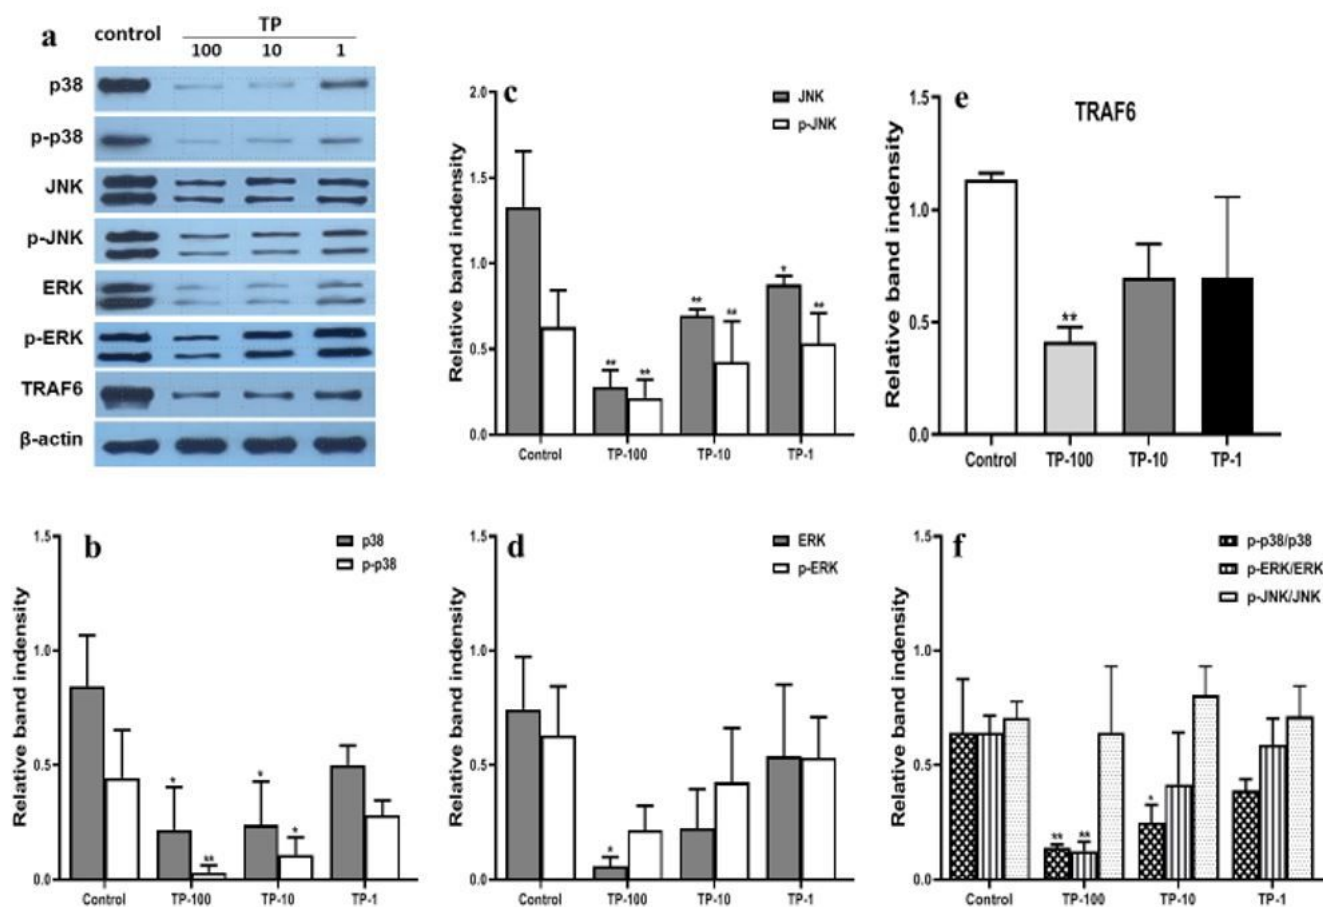 a
control
TP
100 10 1
p38
p-p38
JNK
p-JNK
ERK
p-ERK
TRAF6
β-actin
c
JNK
p-JNK
Relative band indensity
2.0
1.5
1.0
0.5
0.0
** ** ** ** * **
Control TP-100 TP-10 TP-1
e
TRAF6
Relative band indensity
1.5
1.0
0.5
0.0
**
Control TP-100 TP-10 TP-1
b
p38
p-p38
Relative band indensity
1.5
1.0
0.5
0.0
* ** * *
Control TP-100 TP-10 TP-1
d
ERK
p-ERK
Relative band indensity
1.5
1.0
0.5
0.0
*
Control TP-100 TP-10 TP-1
f
p-p38/p38
p-ERK/ERK
p-JNK/JNK
Relative band indensity
1.5
1.0
0.5
0.0
** ** *
Control TP-100 TP-10 TP-1